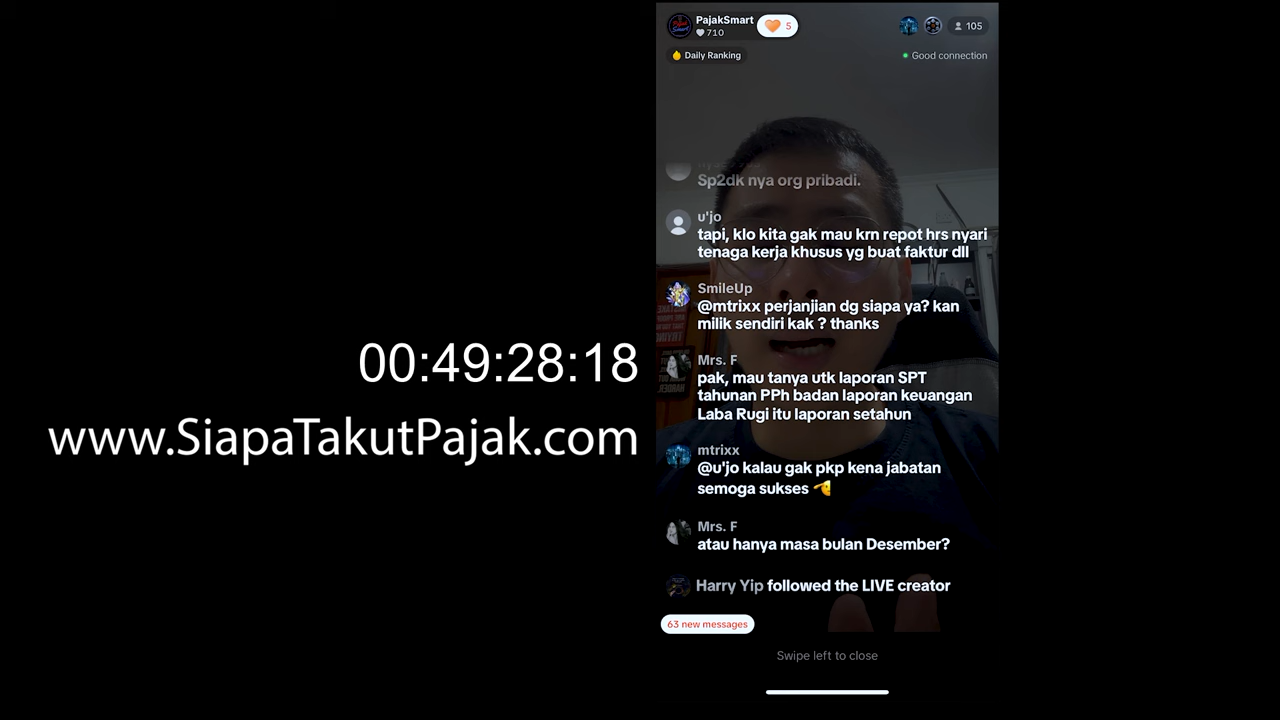 00:49:28:18
www.SiapaTakutPajak.com
PajakSmart
710
5
105
Daily Ranking
Good connection
Sp2dk nya org pribadi.
u'jo
tapi, klo kita gak mau krn repot hrs nyari
tenaga kerja khusus yg buat faktur dll
SmileUp
@mtrixx perjanjian dg siapa ya? kan
milik sendiri kak ? thanks
Mrs. F
pak, mau tanya utk laporan SPT
tahunan PPh badan laporan keuangan
Laba Rugi itu laporan setahun
mtrixx
@u'jo kalau gak pkp kena jabatan
semoga sukses 🫡
Mrs. F
atau hanya masa bulan Desember?
Harry Yip followed the LIVE creator
63 new messages
Swipe left to close